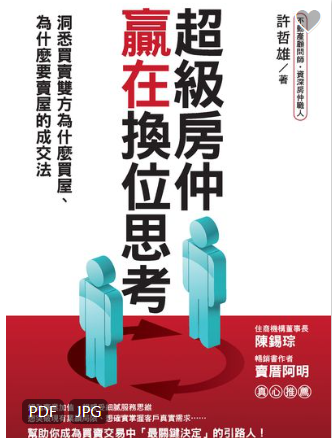 不動產顧問師・資深房仲職人
許哲雄／著
超級房仲
贏在換位思考
洞悉買賣雙方為什麼買屋、
為什麼要賣屋的成交法
住商機構董事長
陳錫琮
暢銷書作者
賣厝阿明
真心推薦
幫助你成為買賣交易中「最關鍵決定」的引路人！
PDF
JPG